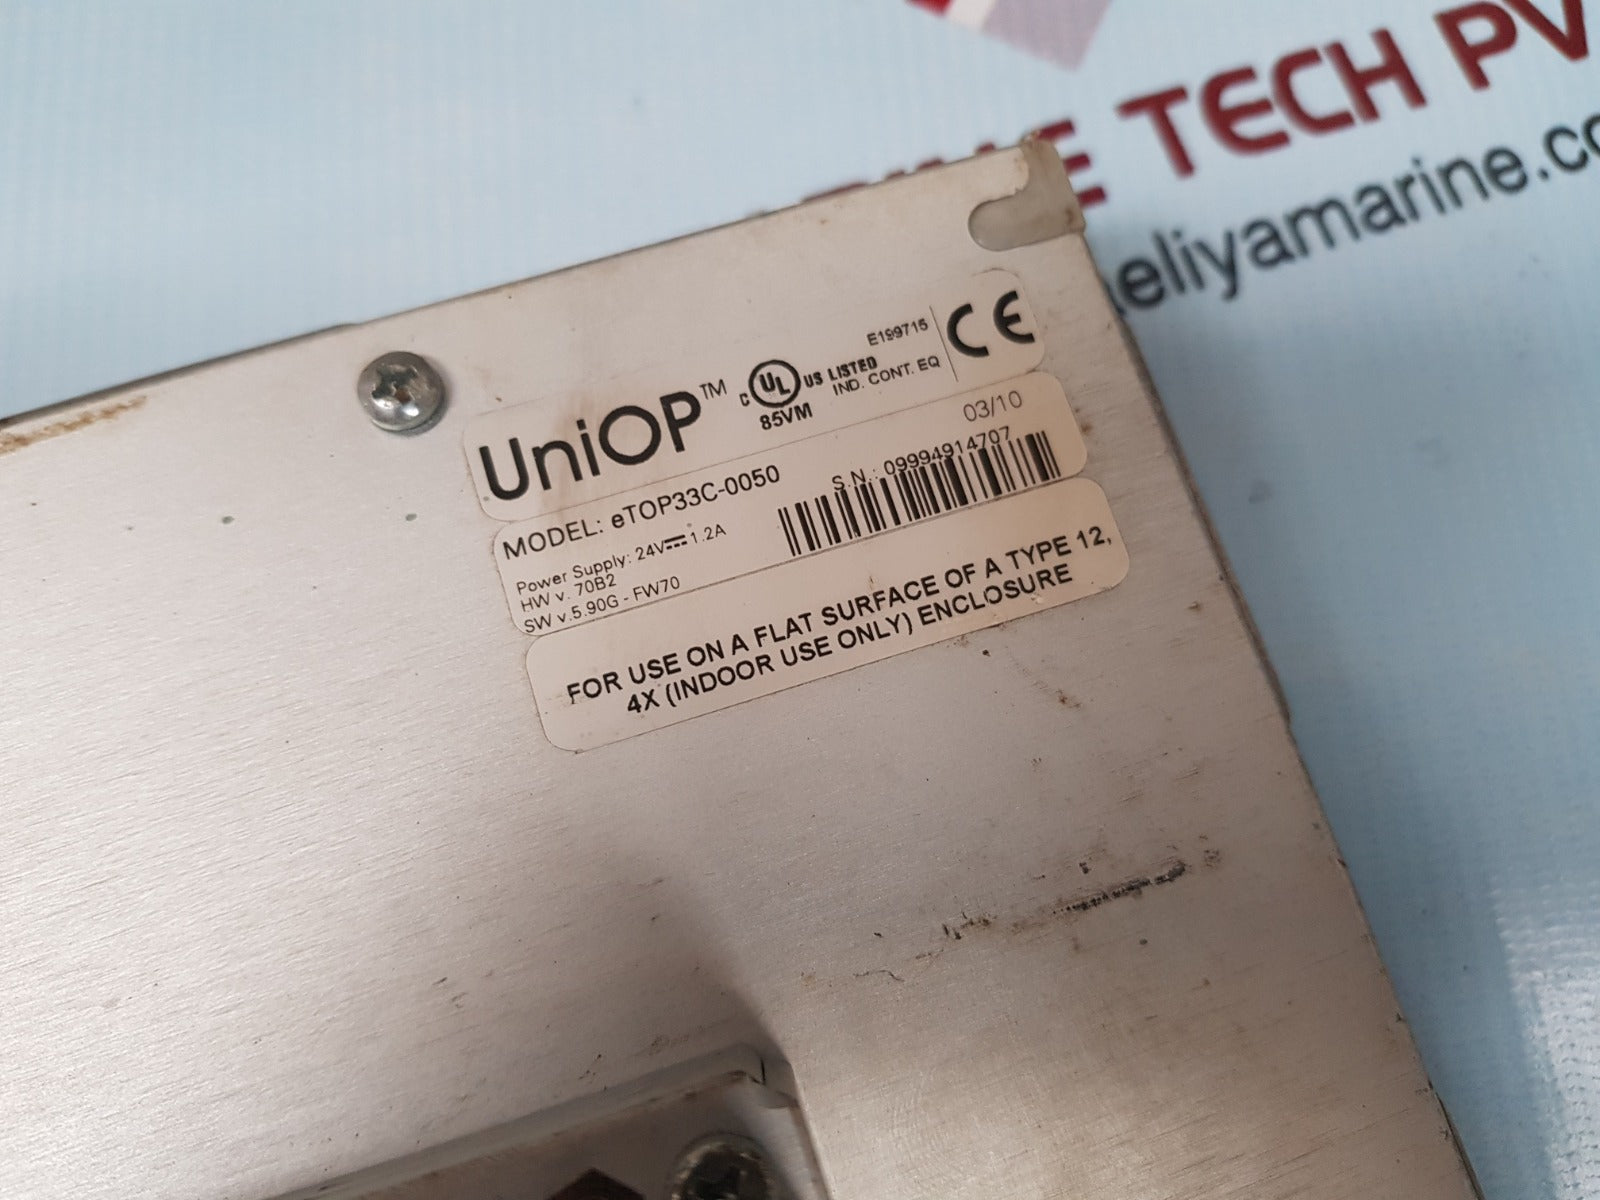 TECH PV
eliyamarine.co
UniOP™
C UL US LISTED
E199715
IND. CONT. EQ
85VM
CE
03/10
MODEL: eTOP33C-0050
S.N.: 09994914707
Power Supply: 24V⎓1.2A
HW v. 70B2
SW v.5.90G - FW70
FOR USE ON A FLAT SURFACE OF A TYPE 12,
4X (INDOOR USE ONLY) ENCLOSURE